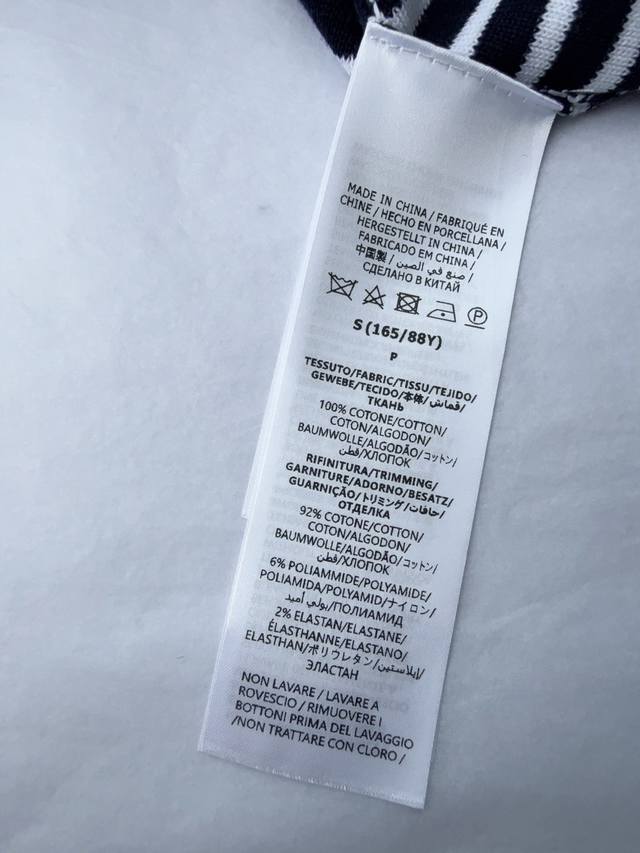 MADE IN CHINA / FABRIQUÉ EN
CHINE / HECHO EN PORCELLANA /
HERGESTELLT IN CHINA /
FABRICADO EM CHINA /
中国製 / صنع في الصين /
СДЕЛАНО В КИТАЙ
P
S (165/88Y)
P
TESSUTO/FABRIC/TISSU/TEJIDO/
GEWEBE/TECIDO/本体/قماش/
ТКАНЬ
100% COTONE/COTTON/
COTON/ALGODON/
BAUMWOLLE/ALGODÃO/コットン/
قطن/ХЛОПОК
RIFINITURA/TRIMMING/
GARNITURE/ADORNO/BESATZ/
GUARNIÇÃO/トリミング/حافات/
ОТДЕЛКА
92% COTONE/COTTON/
COTON/ALGODON/
BAUMWOLLE/ALGODÃO/コットン/
قطن/ХЛОПОК
6% POLIAMMIDE/POLYAMIDE/
POLIAMIDA/POLYAMID/ナイロン/
بولي أميد/ПОЛИАМИД
2% ELASTAN/ELASTANE/
ÉLASTHANNE/ELASTANO/
ELASTHAN/ポリウレタン/إيلاستين/
ЭЛАСТАН
NON LAVARE / LAVARE A
ROVESCIO / RIMUOVERE I
BOTTONI PRIMA DEL LAVAGGIO
/NON TRATTARE CON CLORO /